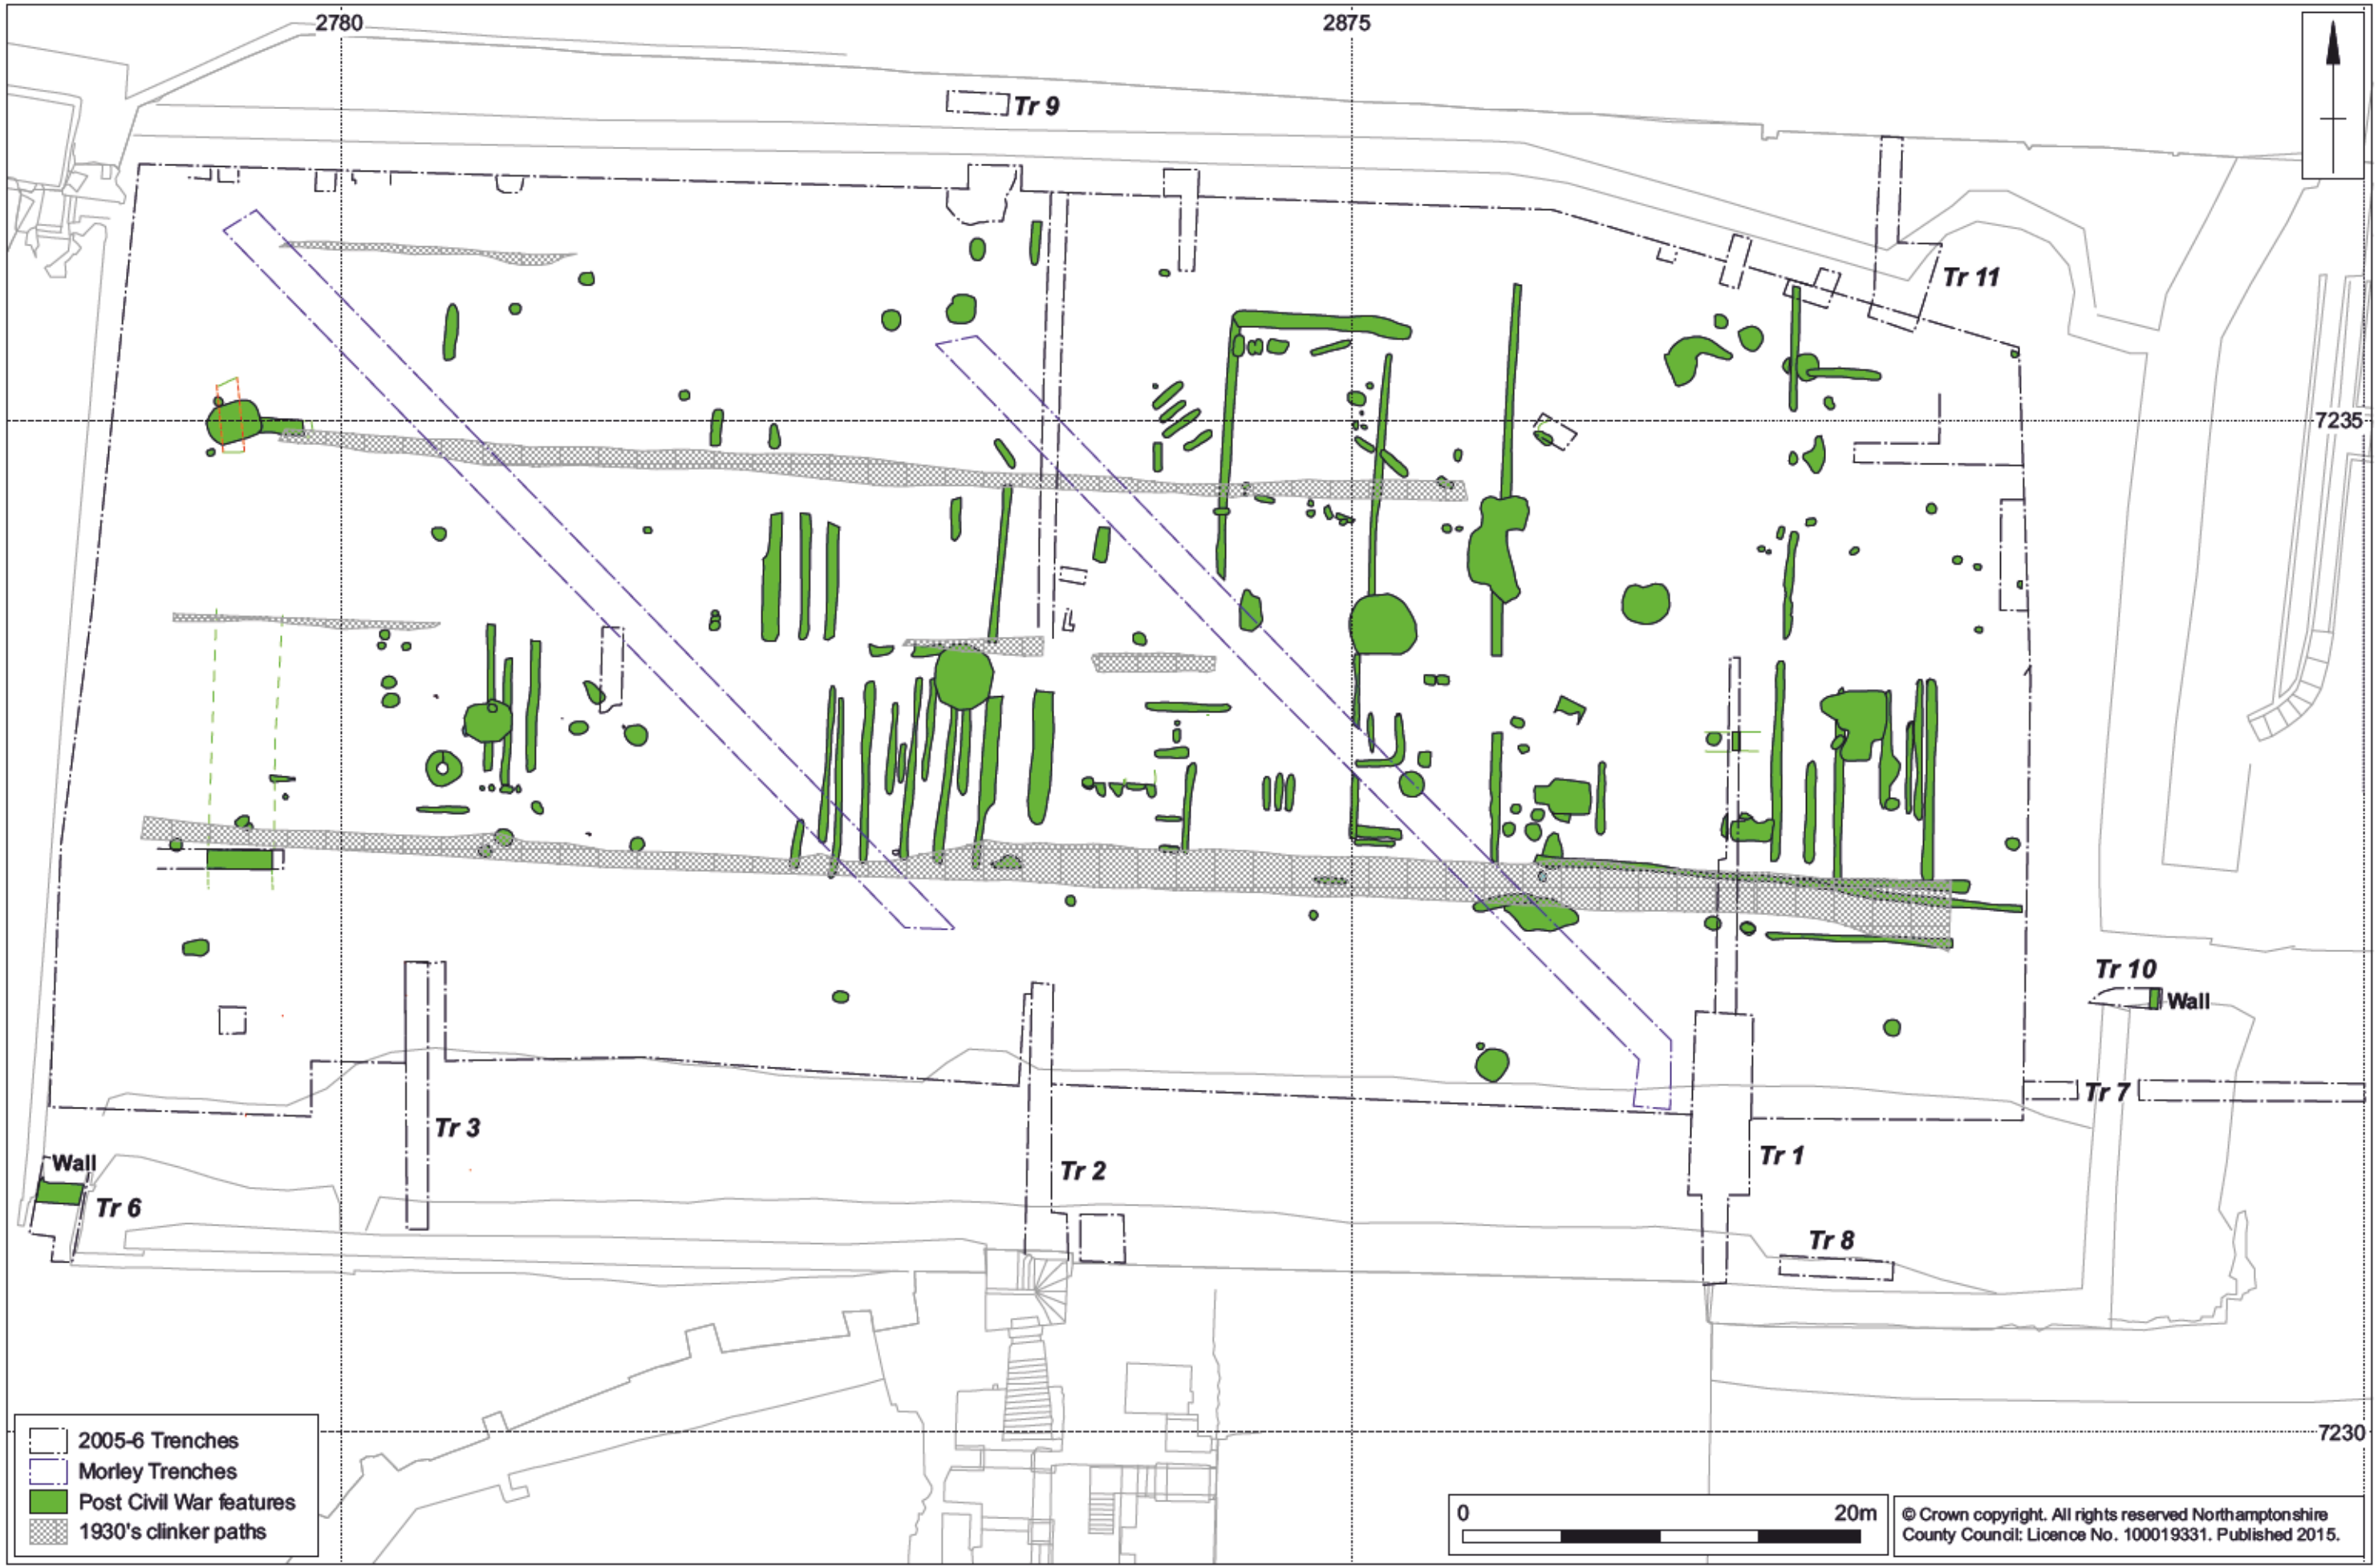 2780
2875
Tr 9
Tr 11
7235
Tr 10
Wall
Tr 7
Tr 3
Tr 2
Tr 1
Wall
Tr 6
Tr 8
7230
2005-6 Trenches
Morley Trenches
Post Civil War features
1930's clinker paths
0 20m
© Crown copyright. All rights reserved Northamptonshire
County Council: Licence No. 100019331. Published 2015.